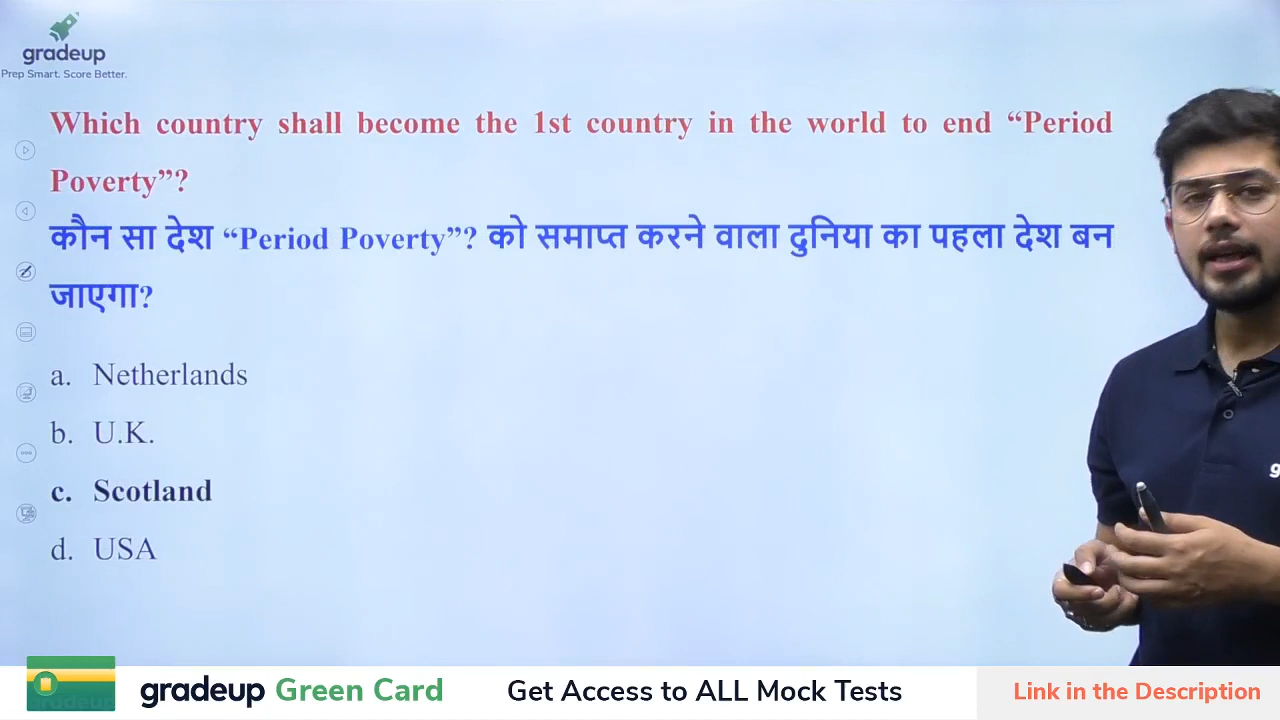 gradeup
Prep Smart. Score Better.
Which country shall become the 1st country in the world to end “Period
Poverty”?
कौन सा देश “Period Poverty”? को समाप्त करने वाला दुनिया का पहला देश बन
जाएगा?
a. Netherlands
b. U.K.
c. Scotland
d. USA
g
gradeup Green Card
Get Access to ALL Mock Tests
Link in the Description